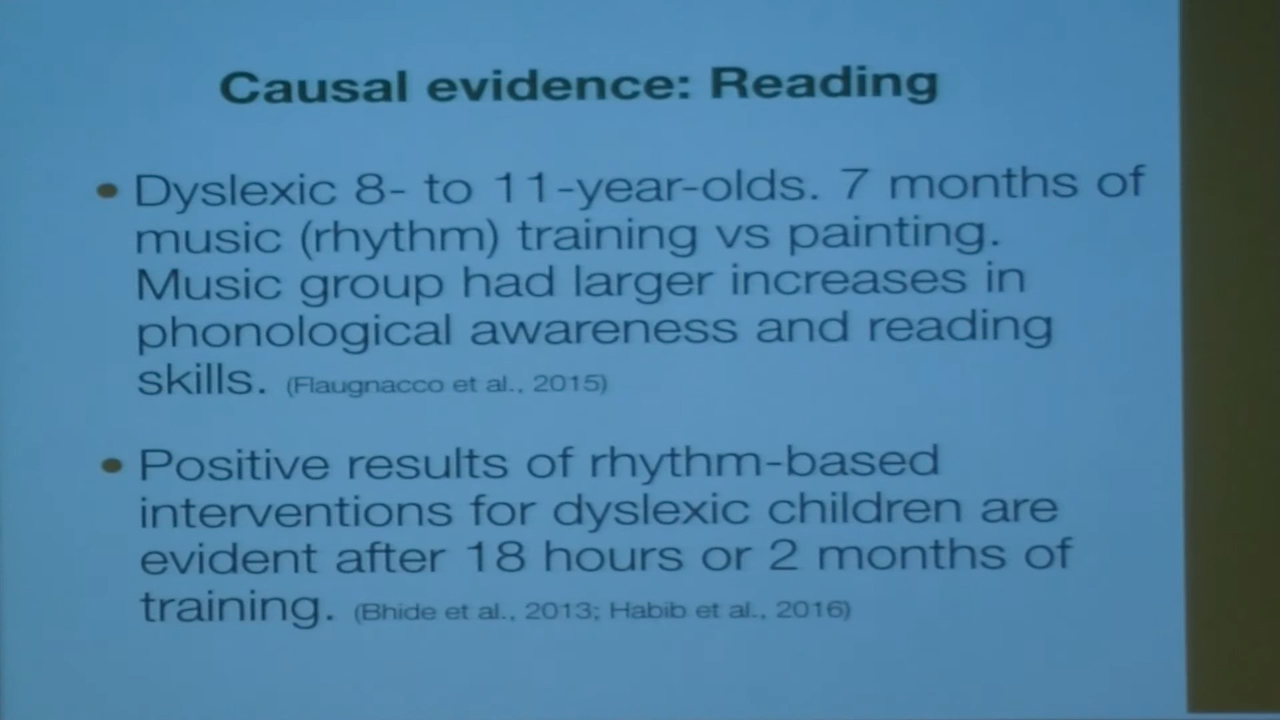 Causal evidence: Reading
• Dyslexic 8- to 11-year-olds. 7 months of
music (rhythm) training vs painting.
Music group had larger increases in
phonological awareness and reading
skills. (Flaugnacco et al., 2015)
• Positive results of rhythm-based
interventions for dyslexic children are
evident after 18 hours or 2 months of
training. (Bhide et al., 2013; Habib et al., 2016)